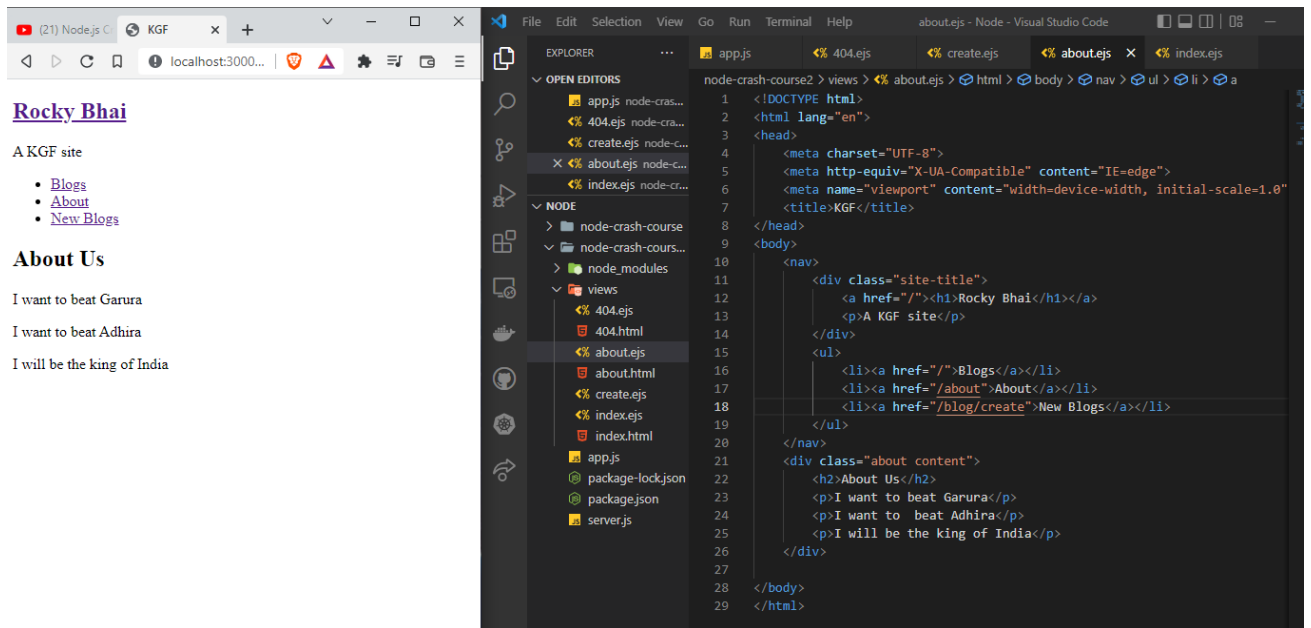 (21) Node.js C
KGF
localhost:3000...
Rocky Bhai
A KGF site
Blogs
About
New Blogs
About Us
I want to beat Garura
I want to beat Adhira
I will be the king of India
File Edit Selection View Go Run Terminal Help
about.ejs - Node - Visual Studio Code
EXPLORER
OPEN EDITORS
app.js node-cras...
404.ejs node-cra...
create.ejs node-c...
about.ejs node-c...
index.ejs node-cr...
NODE
node-crash-course
node-crash-cours...
node_modules
views
404.ejs
404.html
about.ejs
about.html
create.ejs
index.ejs
index.html
app.js
package-lock.json
package.json
server.js
app.js
404.ejs
create.ejs
about.ejs
index.ejs
node-crash-course2 > views > about.ejs > html > body > nav > ul > li > a
1 <!DOCTYPE html>
2 <html lang="en">
3 <head>
4 <meta charset="UTF-8">
5 <meta http-equiv="X-UA-Compatible" content="IE=edge">
6 <meta name="viewport" content="width=device-width, initial-scale=1.0"
7 <title>KGF</title>
8 </head>
9 <body>
10 <nav>
11 <div class="site-title">
12 <a href="/"><h1>Rocky Bhai</h1></a>
13 <p>A KGF site</p>
14 </div>
15 <ul>
16 <li><a href="/">Blogs</a></li>
17 <li><a href="/about">About</a></li>
18 <li><a href="/blog/create">New Blogs</a></li>
19 </ul>
20 </nav>
21 <div class="about content">
22 <h2>About Us</h2>
23 <p>I want to beat Garura</p>
24 <p>I want to  beat Adhira</p>
25 <p>I will be the king of India</p>
26 </div>
27
28 </body>
29 </html>